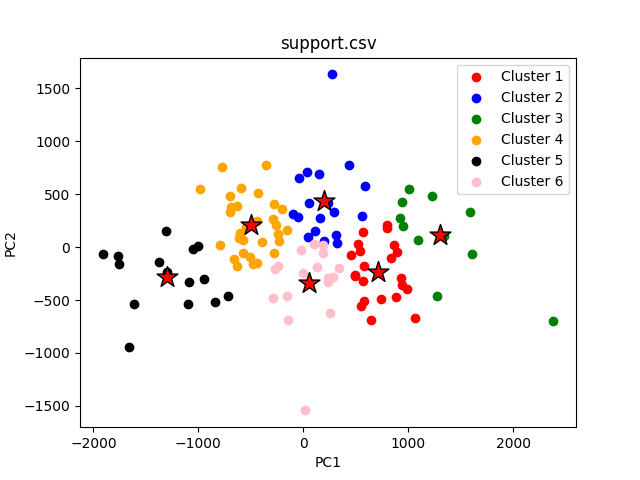 support.csv
PC2
1500
1000
500
0
−500
−1000
−1500
Cluster 1
Cluster 2
Cluster 3
Cluster 4
Cluster 5
Cluster 6
−2000
−1000
0
1000
2000
PC1